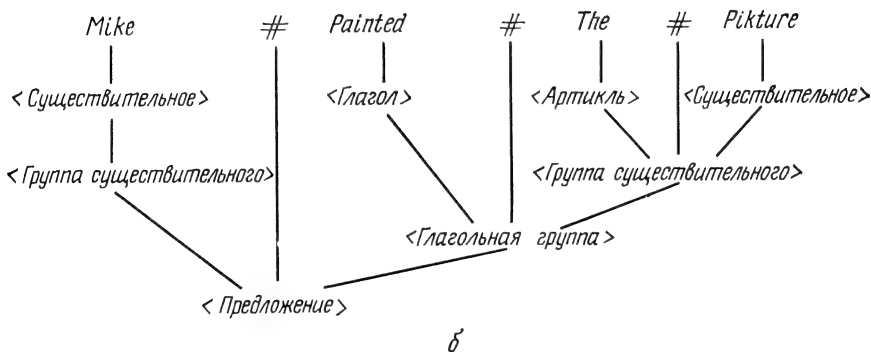 Mike # Painted # The # Pikture
<Существительное> <Глагол> <Артикль> <Существительное>
<Группа существительного> <Группа существительного>
<Глагольная группа>
<Предложение>
б